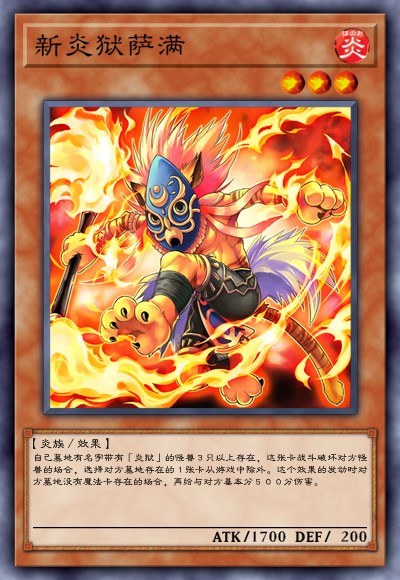 新炎狱萨满
ほのお
炎
【炎族／效果】
自己墓地有名字带有「炎狱」的怪兽３只以上存在，这张卡战斗破坏对方怪
兽的场合，选择对方墓地存在的１张卡从游戏中除外。这个效果的发动时对
方墓地没有魔法卡存在的场合，再给与对方基本分５００分伤害。
ATK/1700 DEF/ 200